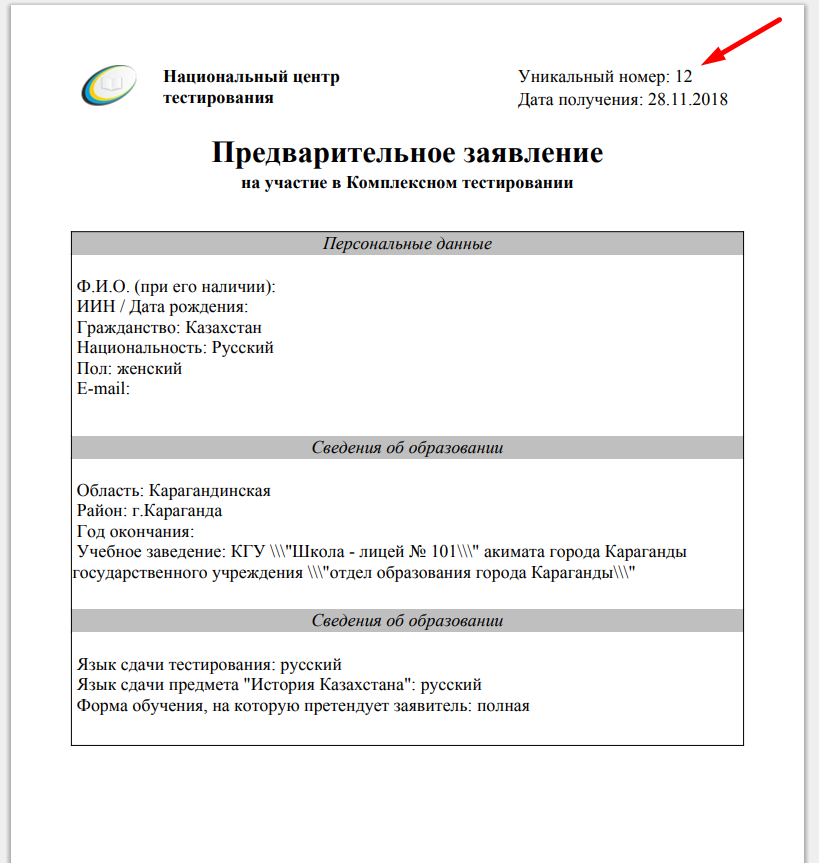 Национальный центр
тестирования
Уникальный номер: 12
Дата получения: 28.11.2018
Предварительное заявление
на участие в Комплексном тестировании
Персональные данные
Ф.И.О. (при его наличии):
ИИН / Дата рождения:
Гражданство: Казахстан
Национальность: Русский
Пол: женский
E-mail:
Сведения об образовании
Область: Карагандинская
Район: г.Караганда
Год окончания:
Учебное заведение: КГУ \\\"Школа - лицей № 101\\\" акимата города Караганды
государственного учреждения \\\"отдел образования города Караганды\\\"
Сведения об образовании
Язык сдачи тестирования: русский
Язык сдачи предмета "История Казахстана": русский
Форма обучения, на которую претендует заявитель: полная